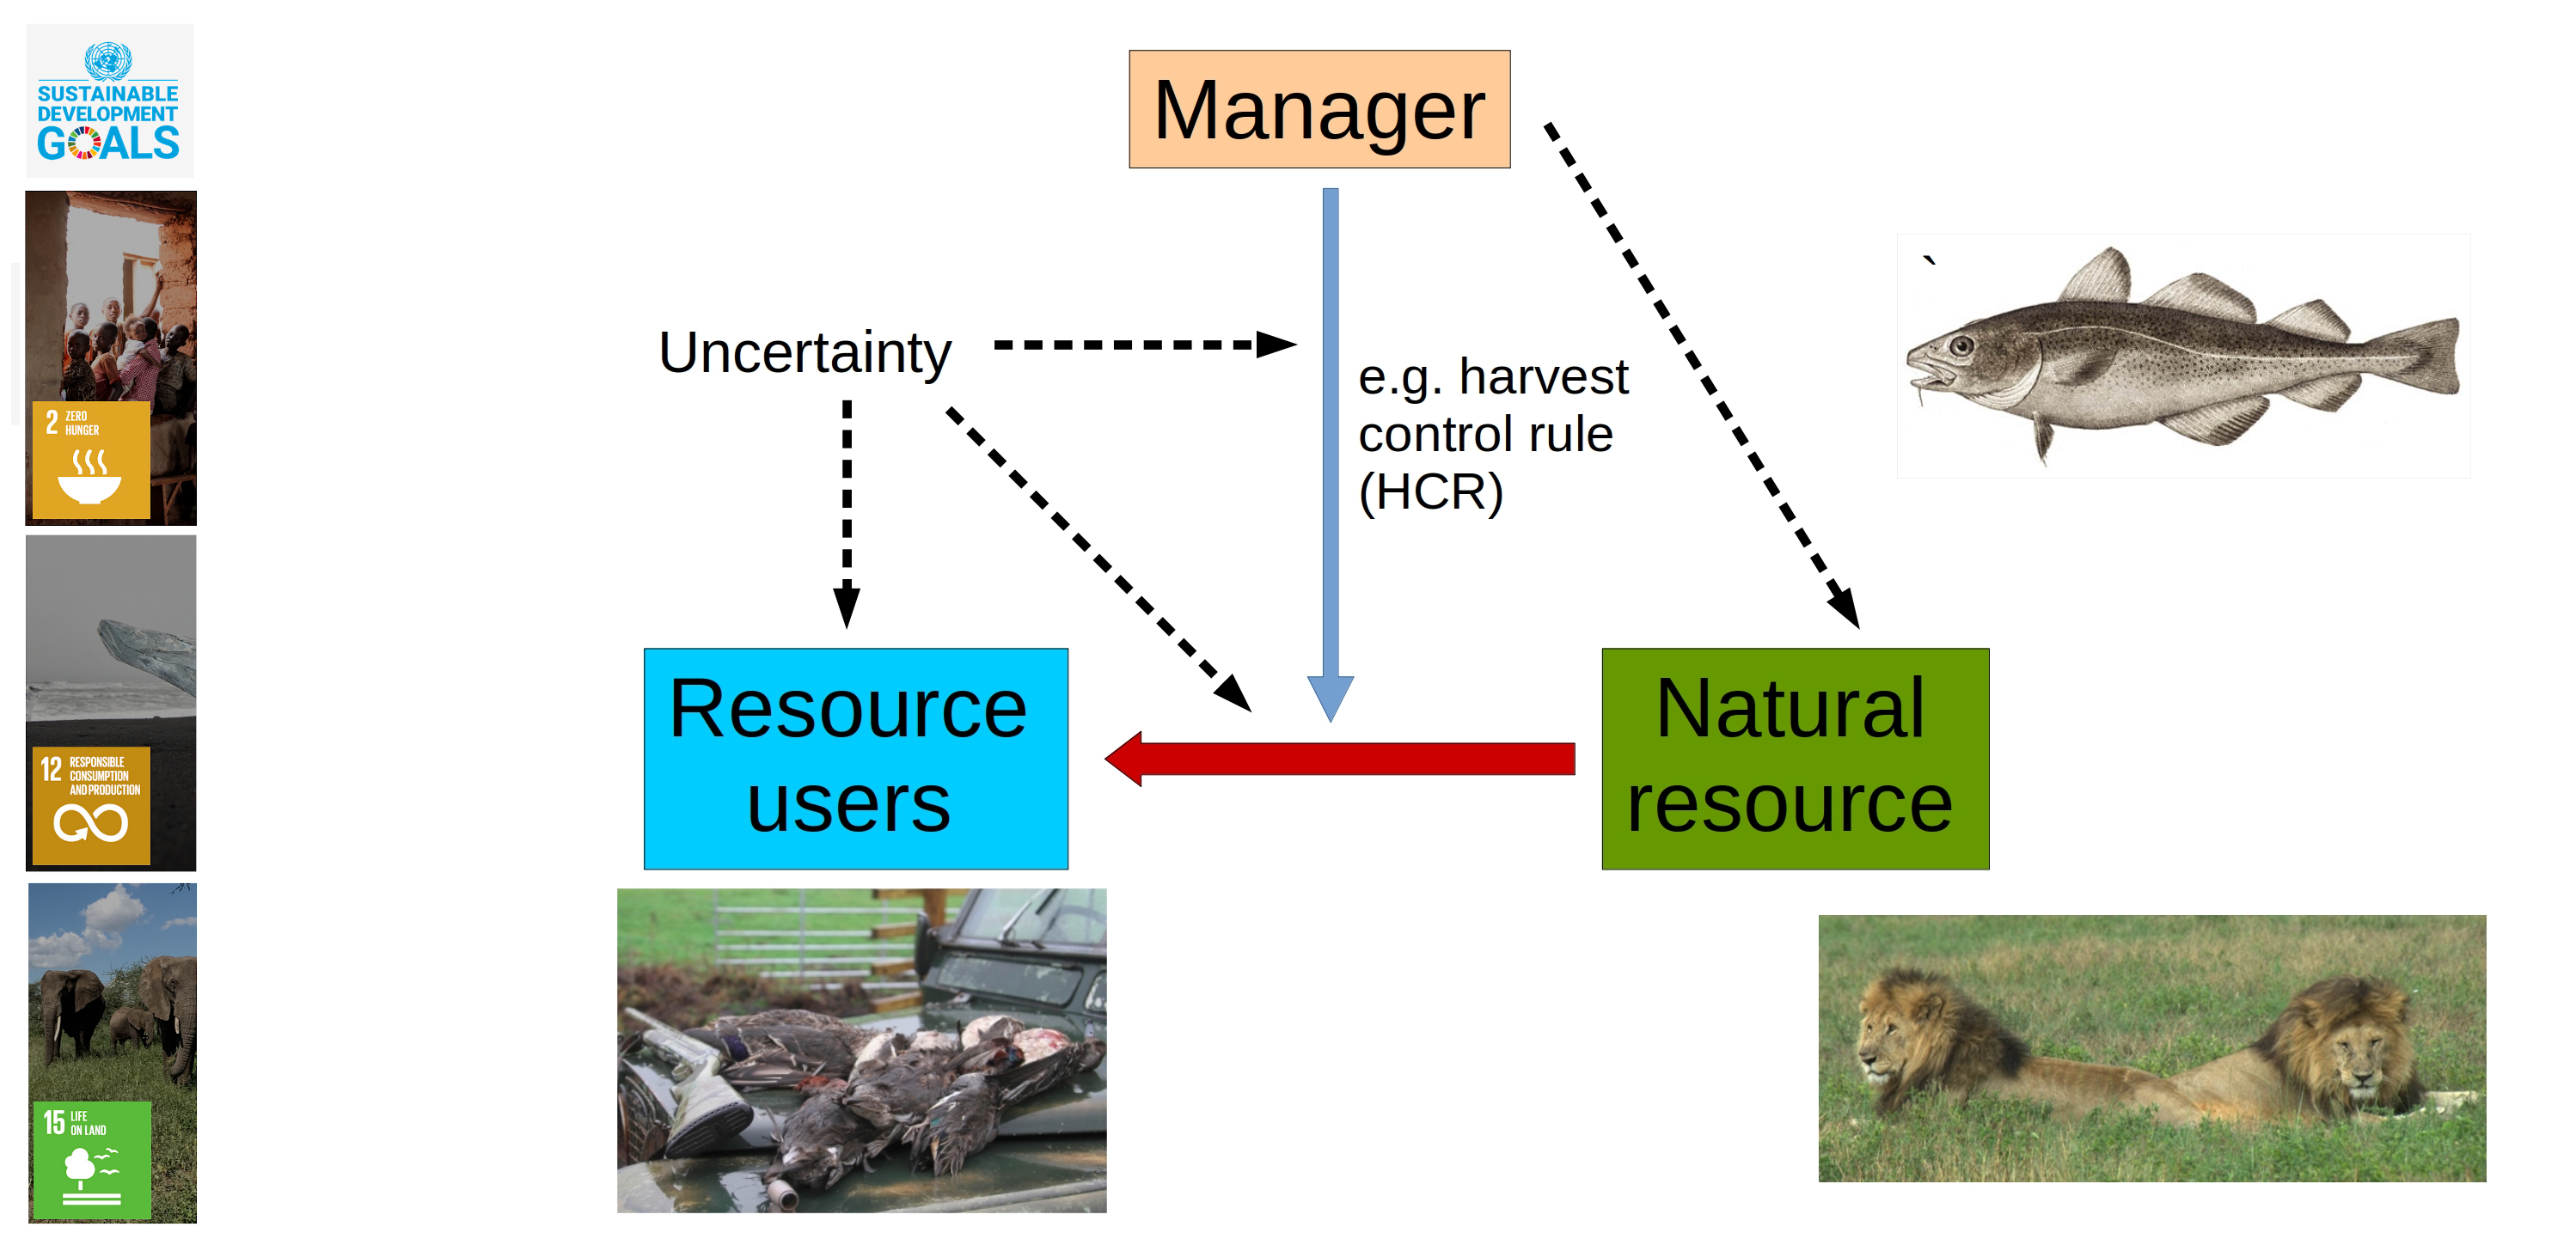 SUSTAINABLE
DEVELOPMENT
GOALS
2 ZERO
HUNGER
12 RESPONSIBLE
CONSUMPTION
AND PRODUCTION
15 LIFE
ON LAND
Manager
Uncertainty
e.g. harvest
control rule
(HCR)
`
Resource
users
Natural
resource